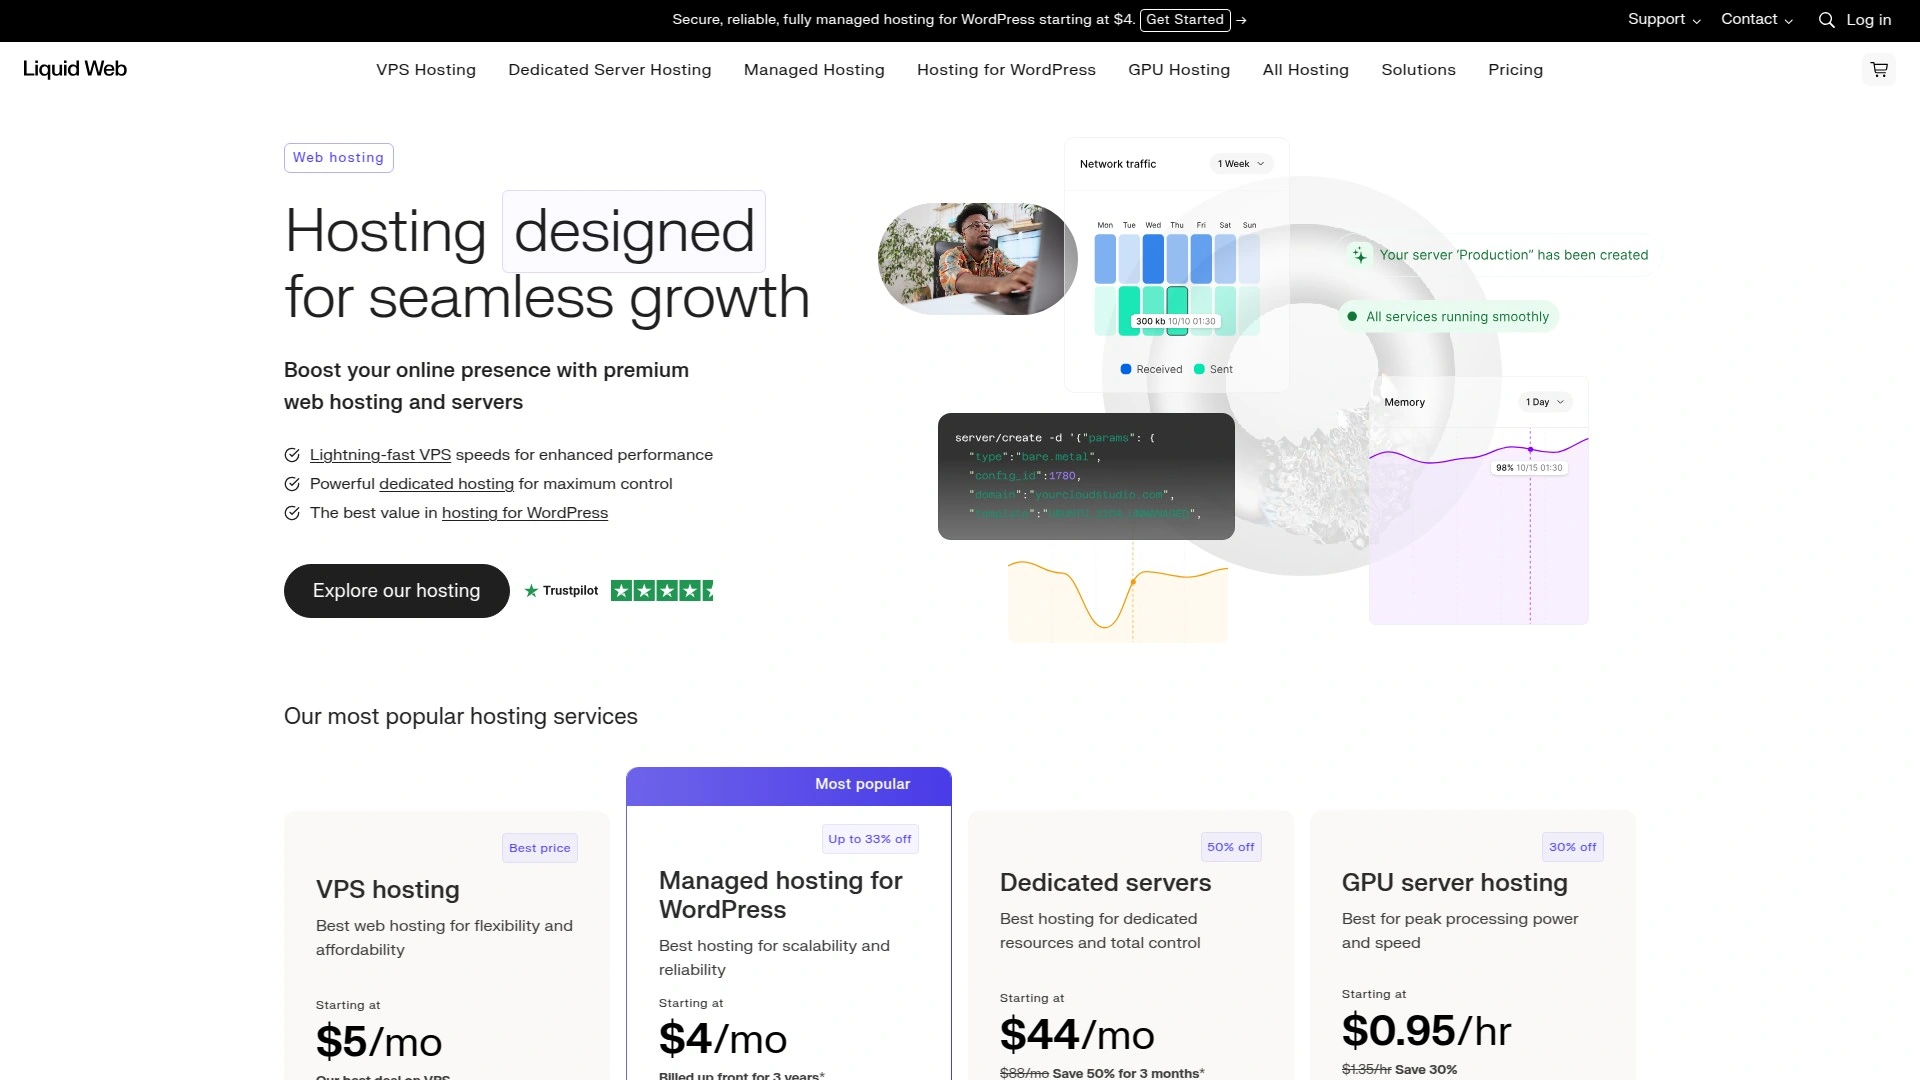 Secure, reliable, fully managed hosting for WordPress starting at $4. Get Started →
Support
Contact
Log in
Liquid Web
VPS Hosting
Dedicated Server Hosting
Managed Hosting
Hosting for WordPress
GPU Hosting
All Hosting
Solutions
Pricing
Web hosting
Hosting designed
for seamless growth
Boost your online presence with premium
web hosting and servers
Lightning-fast VPS speeds for enhanced performance
Powerful dedicated hosting for maximum control
The best value in hosting for WordPress
Explore our hosting
Trustpilot
Network traffic
1 Week
Mon Tue Wed Thu Fri Sat Sun
300 kb 10/10 01:30
Received Sent
Your server ‘Production” has been created
All services running smoothly
Memory
1 Day
98% 10/15 01:30
server/create -d '{"params": {
"type":"bare.metal",
"config_id":1780,
"domain":"yourcloudstudio.com",
"template":"UBUNTU_2204_UNMANAGED",
Our most popular hosting services
Best price
VPS hosting
Best web hosting for flexibility and
affordability
Starting at
$5/mo
Our best deal on VPS
Most popular
Up to 33% off
Managed hosting for
WordPress
Best hosting for scalability and
reliability
Starting at
$4/mo
Billed up front for 3 years*
50% off
Dedicated servers
Best hosting for dedicated
resources and total control
Starting at
$44/mo
$88/mo Save 50% for 3 months*
30% off
GPU server hosting
Best for peak processing power
and speed
Starting at
$0.95/hr
$1.35/hr Save 30%